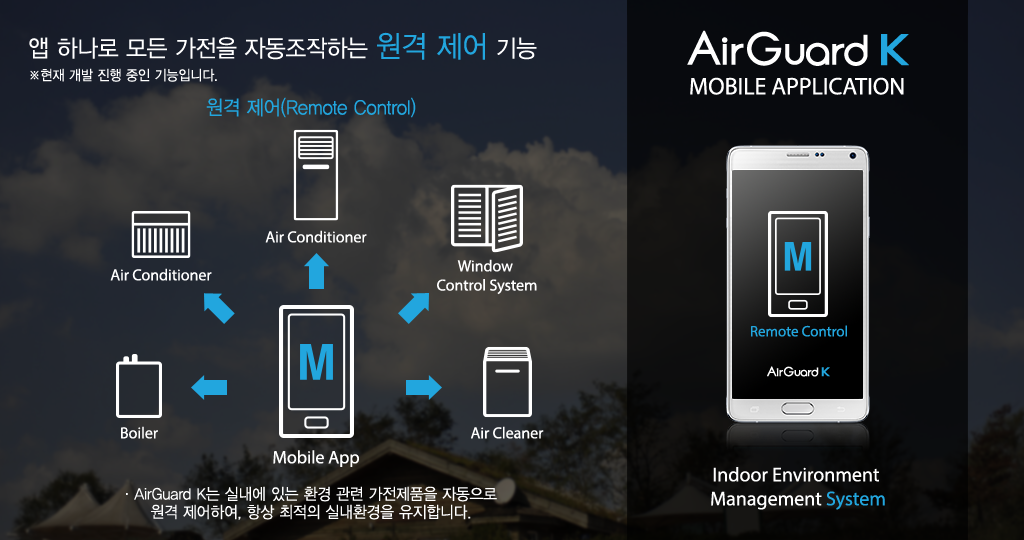 앱 하나로 모든 가전을 자동조작하는 원격 제어 기능
※현재 개발 진행 중인 기능입니다.
원격 제어(Remote Control)
Air Conditioner
Air Conditioner
Window
Control System
M
Boiler
Air Cleaner
Mobile App
· AirGuard K는 실내에 있는 환경 관련 가전제품을 자동으로
원격 제어하여, 항상 최적의 실내환경을 유지합니다.
AirGuard K
MOBILE APPLICATION
M
Remote Control
AirGuard K
Indoor Environment
Management System